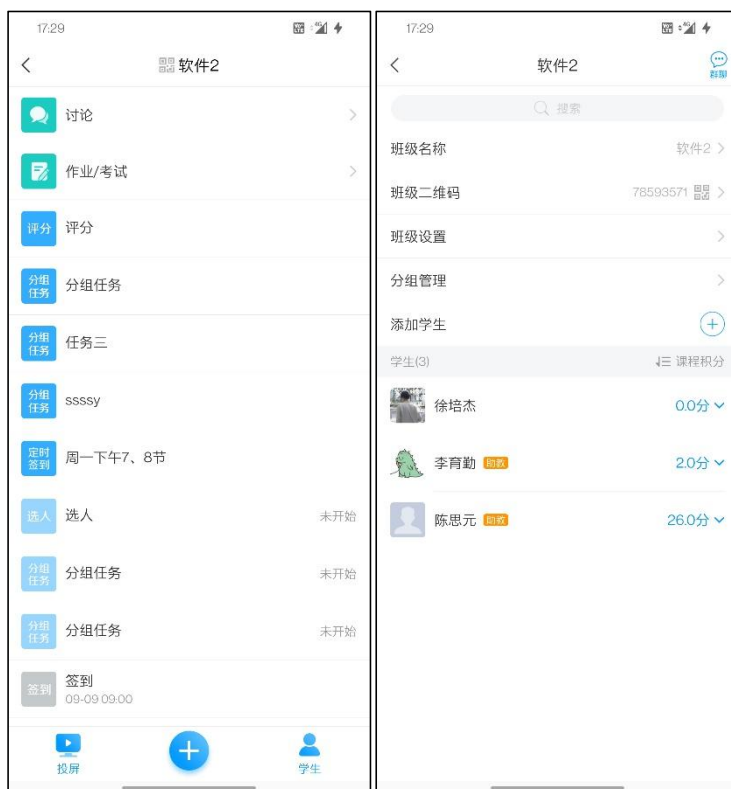 17:29
软件2
讨论
作业/考试
评分 评分
分组任务 分组任务
分组任务 任务三
分组任务 ssssy
定时签到 周一下午7、8节
选人 选人 未开始
分组任务 分组任务 未开始
分组任务 分组任务 未开始
签到 签到
09-09 09:00
投屏 学生
17:29 4G
软件2 群聊
搜索
班级名称 软件2
班级二维码 78593571
班级设置
分组管理
添加学生
学生(3) 课程积分
徐培杰 0.0分
李育勤 助教 2.0分
陈思元 助教 26.0分